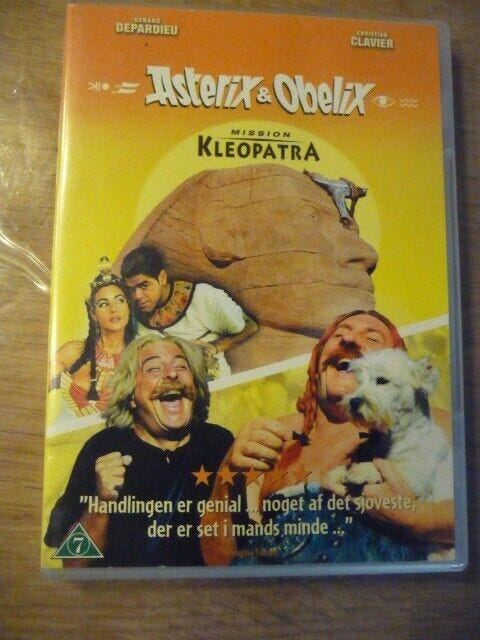 GÉRARD DEPARDIEU
CHRISTIAN CLAVIER
Asterix & Obelix
MISSION
KLEOPATRA
"Handlingen er genial ... noget af det sjoveste,
der er set i mands minde ..."
7